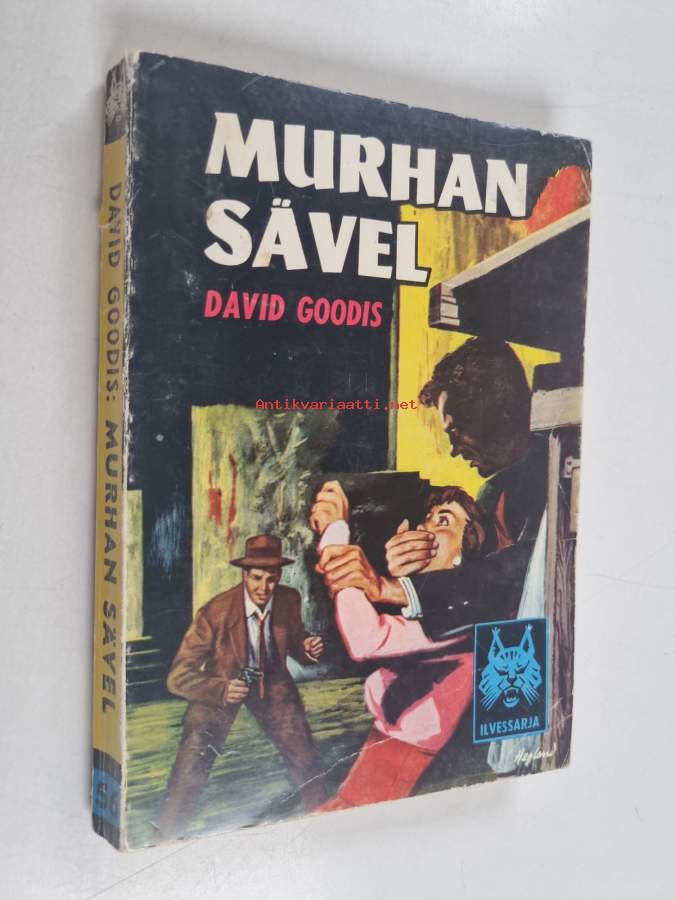 MURHAN
SÄVEL
DAVID GOODIS
Antikvariaatti.net
DAVID GOODIS: MURHAN SÄVEL
ILVESSARJA